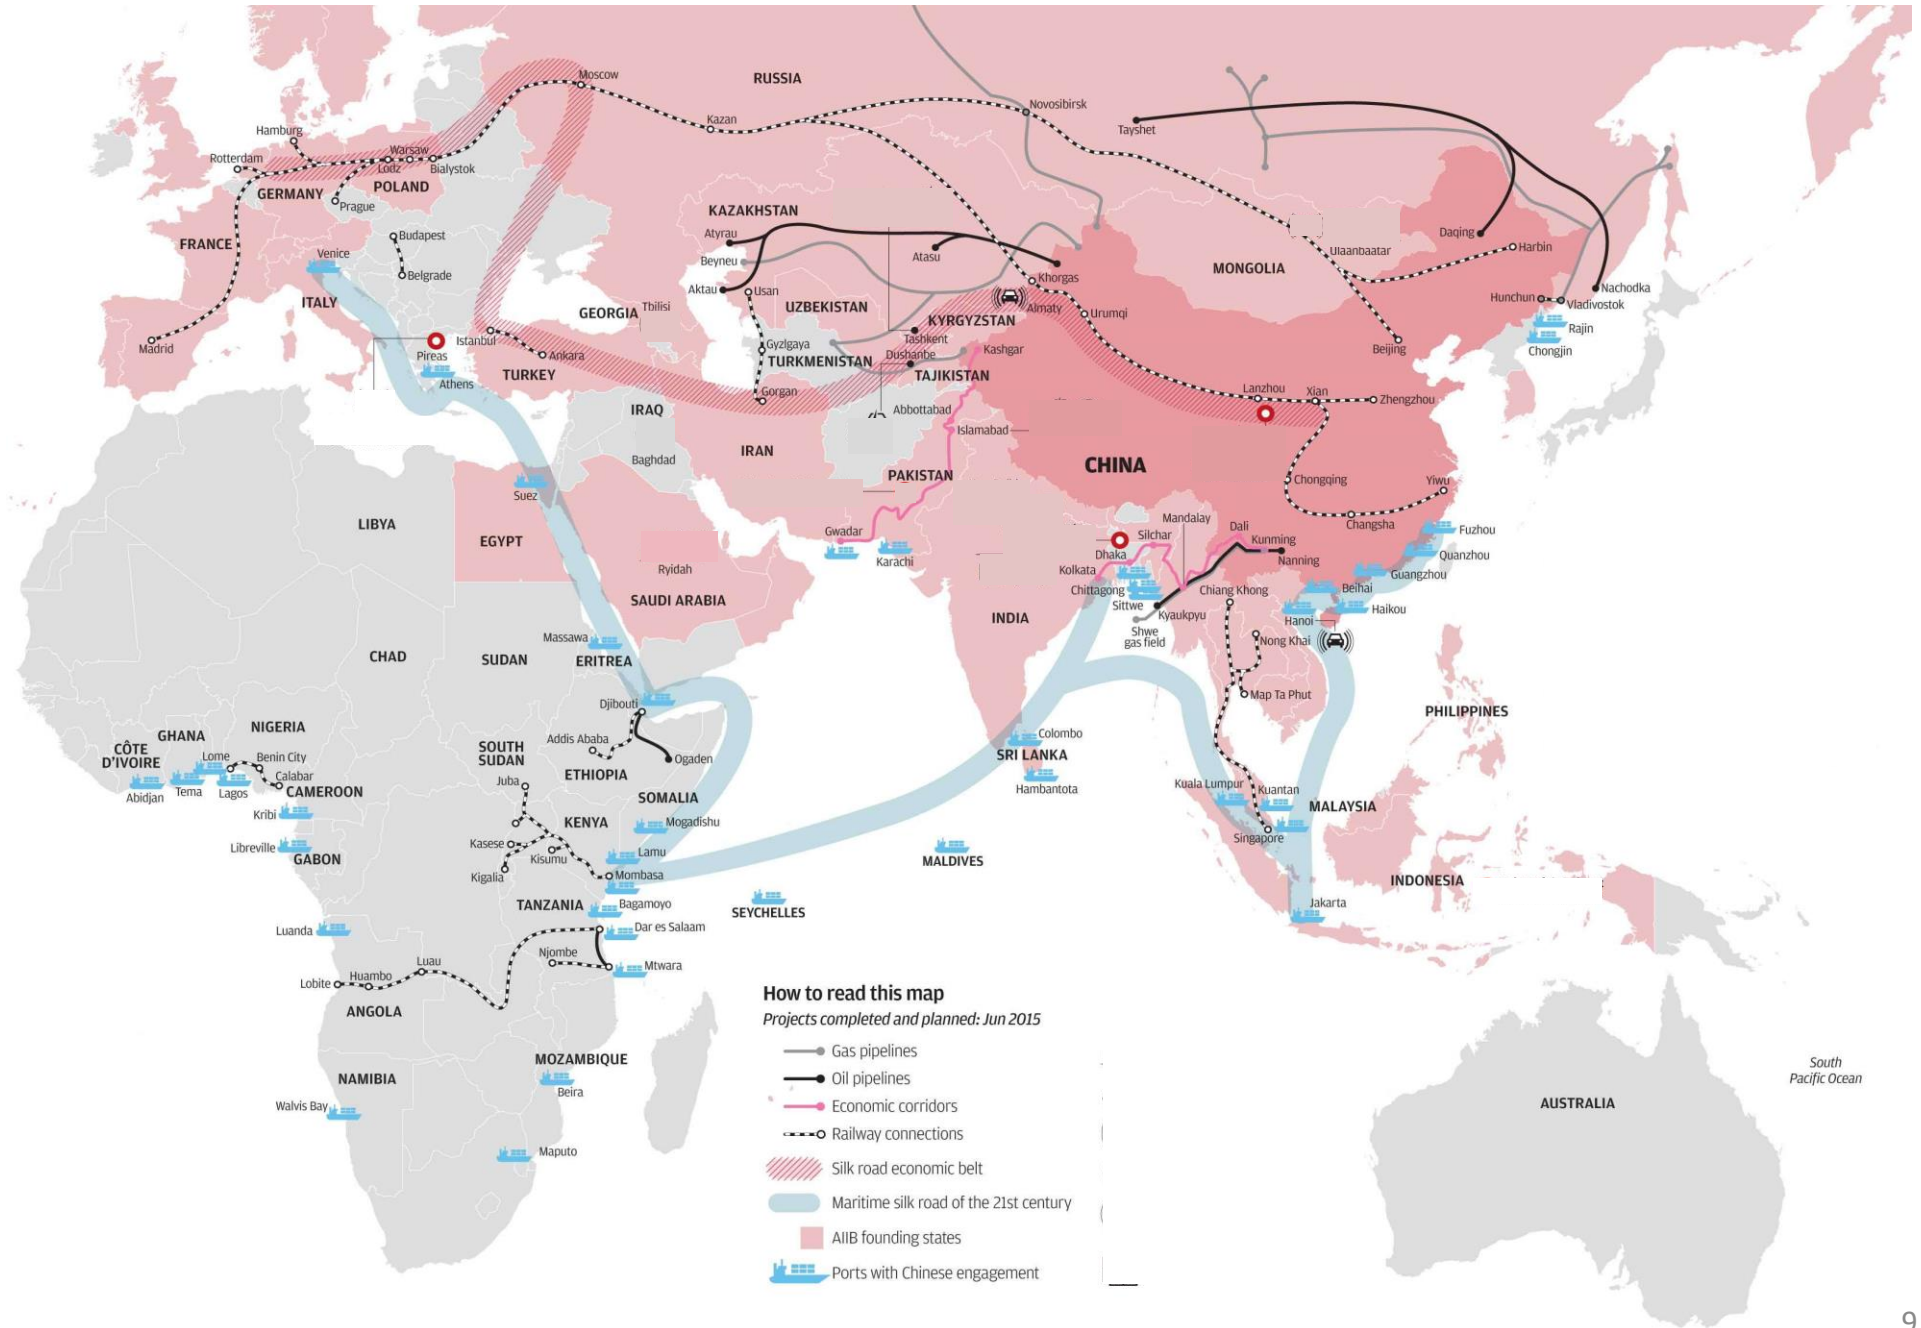 Moscow
RUSSIA
Kazan
Novosibirsk
Tayshet
Hamburg
Rotterdam
Warsaw
Lodz
Bialystok
GERMANY
POLAND
Prague
FRANCE
Budapest
Venice
Belgrade
ITALY
Madrid
Pireas
Athens
Istanbul
Ankara
TURKEY
GEORGIA
Tbilisi
KAZAKHSTAN
Atyrau
Beyneu
Aktau
Usan
Atasu
UZBEKISTAN
Gyzlgaya
TURKMENISTAN
Gorgan
KYRGYZSTAN
Tashkent
Dushanbe
TAJIKISTAN
Kashgar
Khorgas
Almaty
Urumqi
MONGOLIA
Ulaanbaatar
Daqing
Harbin
Hunchun
Nachodka
Vladivostok
Rajin
Chongjin
Beijing
Lanzhou
Xian
Zhengzhou
IRAQ
Baghdad
IRAN
Abbottabad
Islamabad
PAKISTAN
CHINA
Chongqing
Yiwu
Changsha
Fuzhou
Quanzhou
Guangzhou
Suez
LIBYA
EGYPT
Ryidah
SAUDI ARABIA
Gwadar
Karachi
Mandalay
Dali
Silchar
Kunming
Dhaka
Nanning
Kolkata
Chittagong
Sittwe
Kyaukpyu
Shwe
gas field
Chiang Khong
Beihai
Haikou
Hanoi
Nong Khai
Map Ta Phut
INDIA
PHILIPPINES
Massawa
ERITREA
CHAD
SUDAN
Djibouti
Addis Ababa
Ogaden
ETHIOPIA
SOUTH
SUDAN
Juba
NIGERIA
GHANA
CÔTE
D'IVOIRE
Lome
Benin City
Calabar
CAMEROON
Abidjan
Tema
Lagos
Kribi
Libreville
GABON
SOMALIA
Mogadishu
KENYA
Kasese
Kisumu
Kigalia
Lamu
Mombasa
TANZANIA
Bagamoyo
Dar es Salaam
Njombe
Mtwara
Colombo
SRI LANKA
Hambantota
MALDIVES
SEYCHELLES
Kuala Lumpur
Kuantan
MALAYSIA
Singapore
INDONESIA
Jakarta
Luanda
Lobite
Huambo
Luau
ANGOLA
NAMIBIA
Walvis Bay
MOZAMBIQUE
Beira
Maputo
AUSTRALIA
South
Pacific Ocean
How to read this map
Projects completed and planned: Jun 2015
Gas pipelines
Oil pipelines
Economic corridors
Railway connections
Silk road economic belt
Maritime silk road of the 21st century
AIIB founding states
Ports with Chinese engagement
9